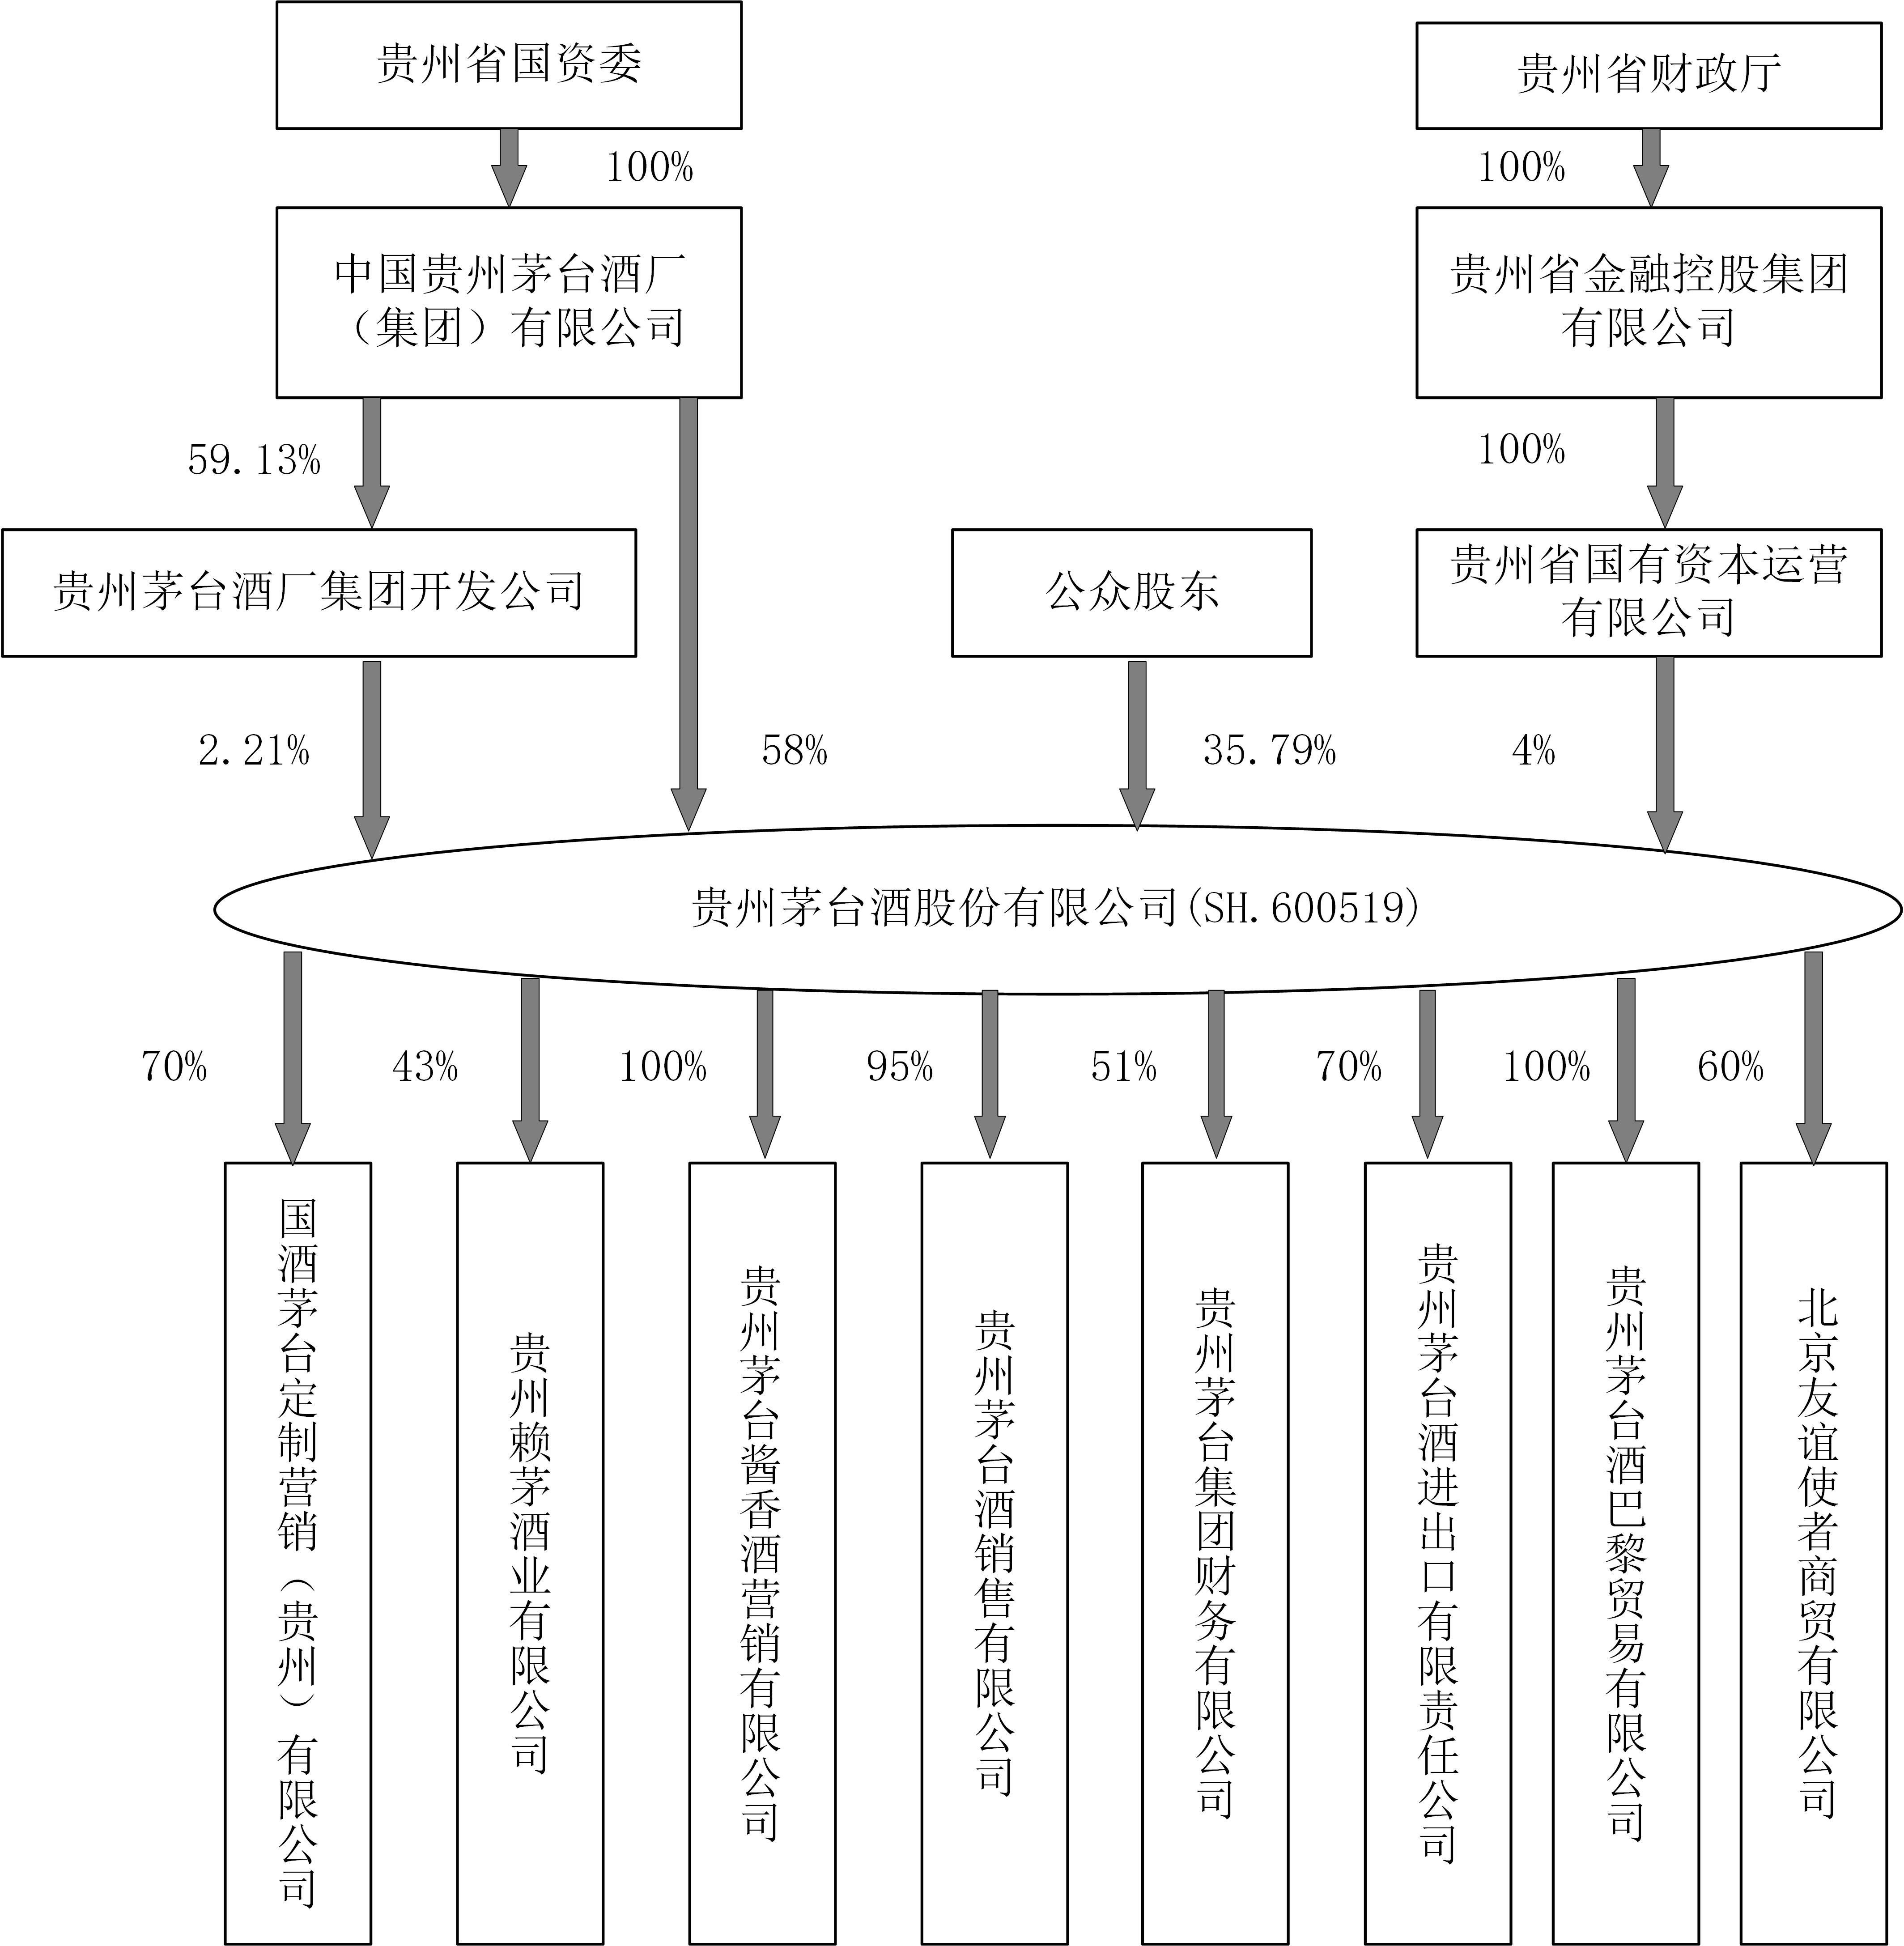 贵州省国资委
贵州省财政厅
100%
100%
中国贵州茅台酒厂
（集团）有限公司
贵州省金融控股集团
有限公司
59.13%
100%
贵州茅台酒厂集团开发公司
公众股东
贵州省国有资本运营
有限公司
2.21%
58%
35.79%
4%
贵州茅台酒股份有限公司(SH.600519)
70%
43%
100%
95%
51%
70%
100%
60%
国酒茅台定制营销（贵州）有限公司
贵州赖茅酒业有限公司
贵州茅台酱香酒营销有限公司
贵州茅台酒销售有限公司
贵州茅台集团财务有限公司
贵州茅台酒进出口有限责任公司
贵州茅台酒巴黎贸易有限公司
北京友谊使者商贸有限公司